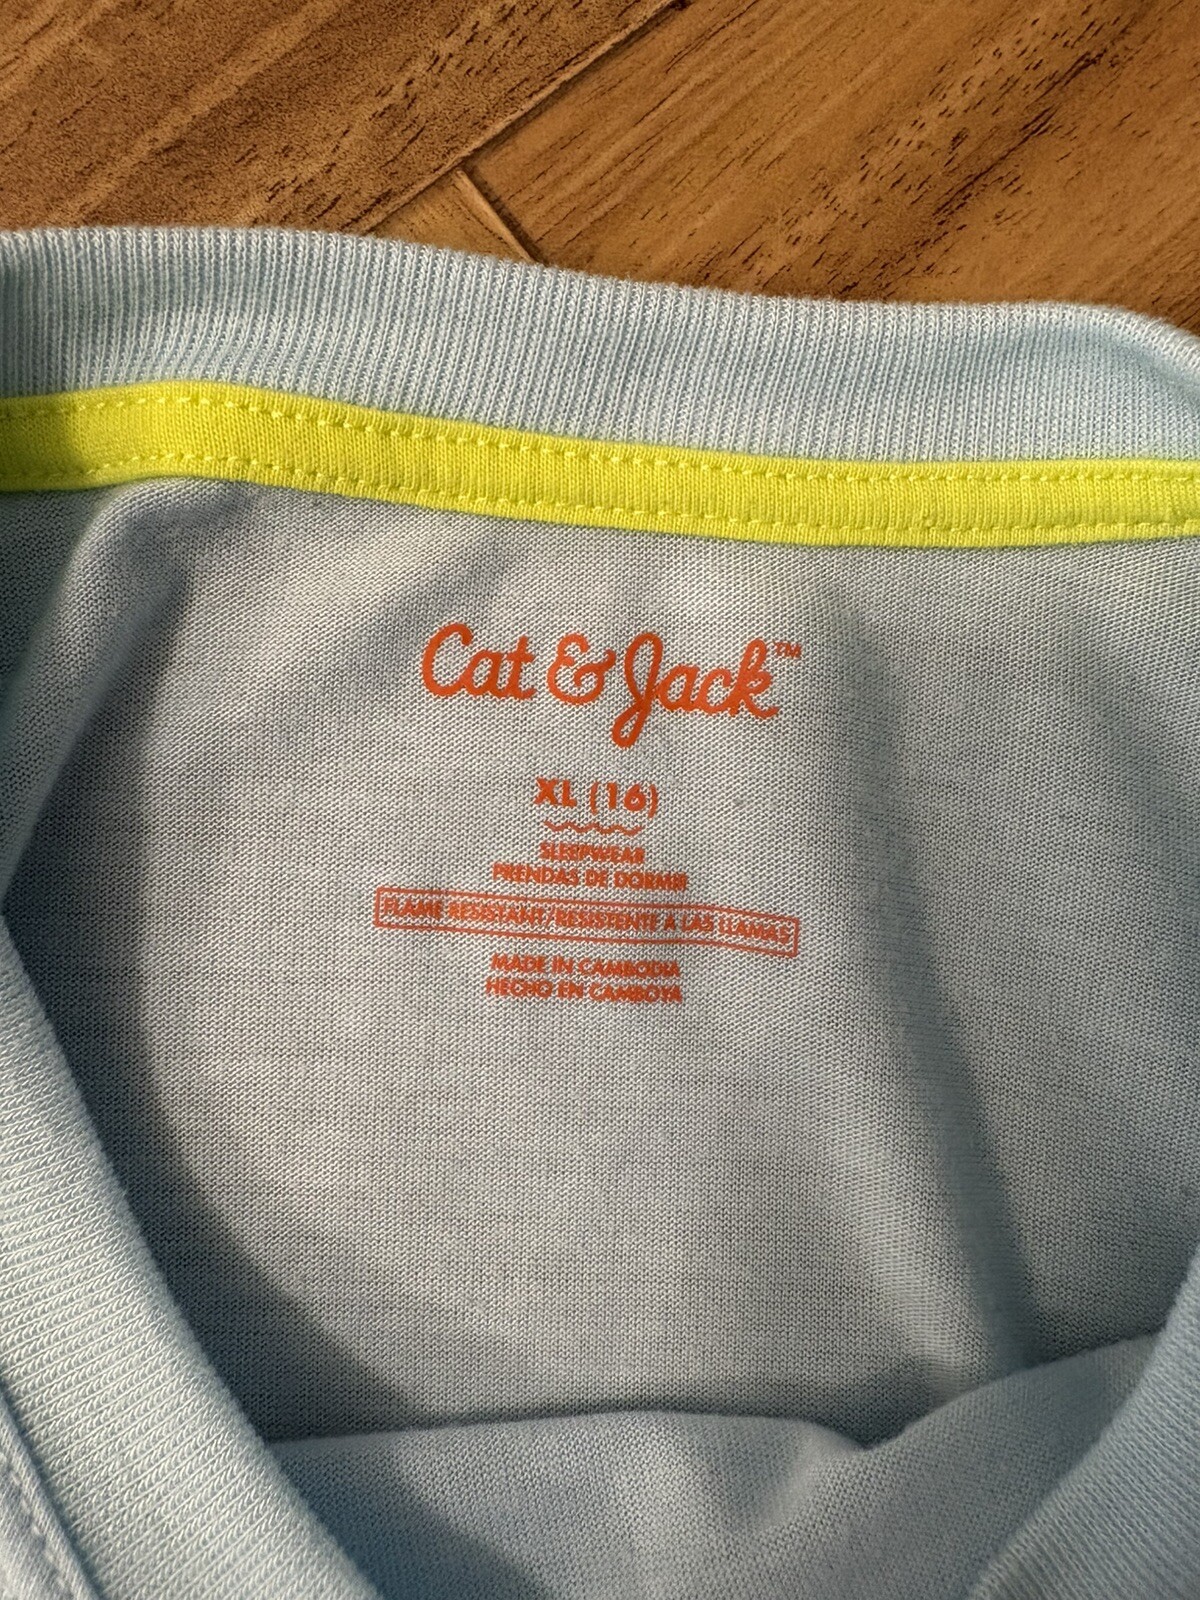 Cat & Jack™
XL (16)
SLEEPWEAR
PRENDAS DE DORMIR
FLAME RESISTANT/RESISTENTE A LAS LLAMAS
MADE IN CAMBODIA
HECHO EN CAMBOYA